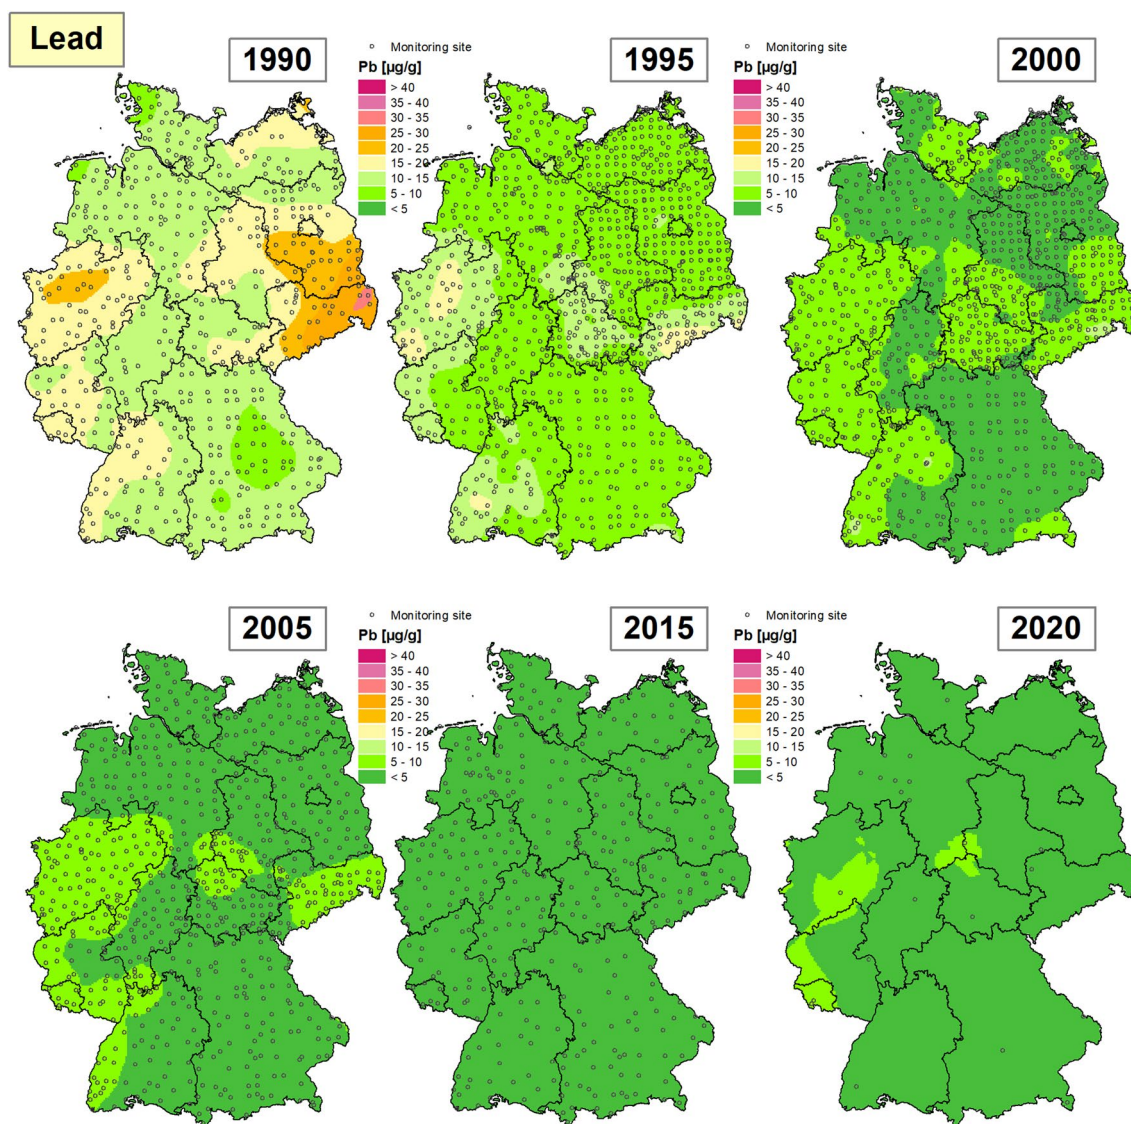 Lead
1990
Monitoring site
Pb [µg/g]
> 40
35 - 40
30 - 35
25 - 30
20 - 25
15 - 20
10 - 15
5 - 10
< 5
1995
Monitoring site
Pb [µg/g]
> 40
35 - 40
30 - 35
25 - 30
20 - 25
15 - 20
10 - 15
5 - 10
< 5
2000
2005
Monitoring site
Pb [µg/g]
> 40
35 - 40
30 - 35
25 - 30
20 - 25
15 - 20
10 - 15
5 - 10
< 5
2015
Monitoring site
Pb [µg/g]
> 40
35 - 40
30 - 35
25 - 30
20 - 25
15 - 20
10 - 15
5 - 10
< 5
2020